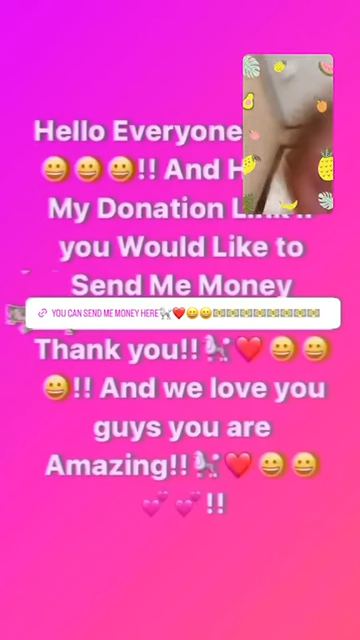 Hello Everyone
😀😀😀!! And H
My Donation
you Would Like to
Send Me Money
YOU CAN SEND ME MONEY HERE🐩❤️😀😀💵💵💵💵💵💵💵💵
Thank you!!🐩❤️😀😀
😀!! And we love you
guys you are
Amazing!!🐩❤️😀😀
💕💕!!